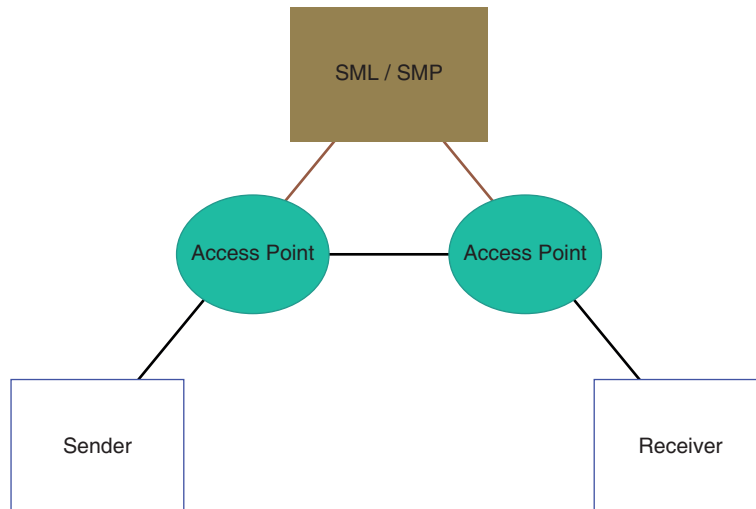 SML / SMP
Access Point
Access Point
Sender
Receiver